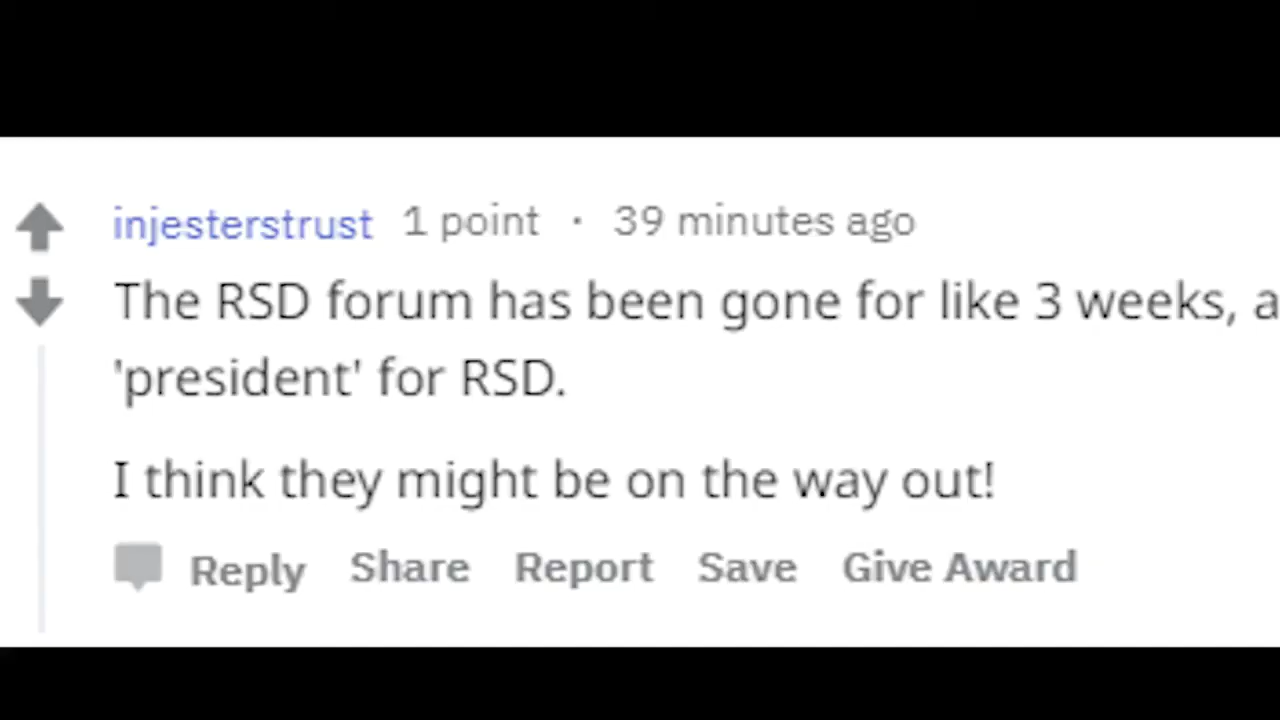 injesterstrust 1 point · 39 minutes ago
The RSD forum has been gone for like 3 weeks, a
'president' for RSD.
I think they might be on the way out!
Reply Share Report Save Give Award